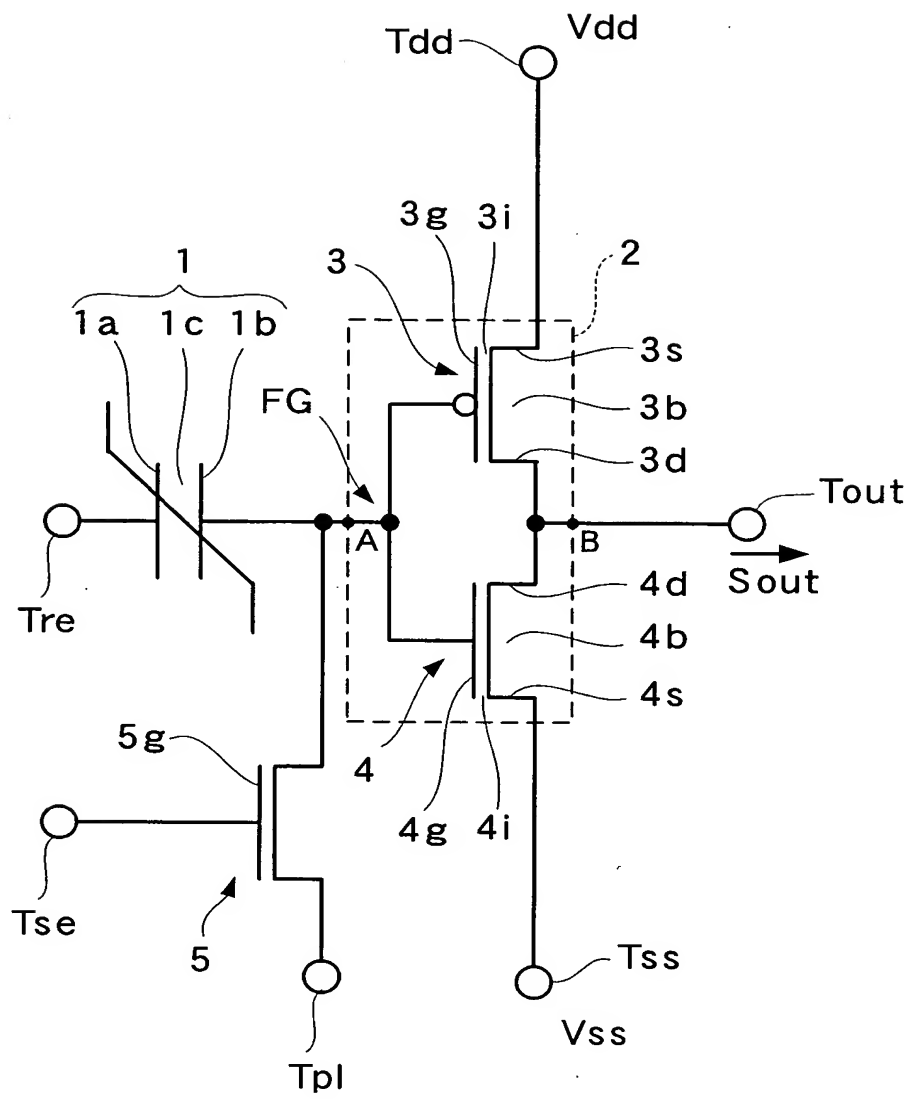 Tdd Vdd
3g 3i
1 3 2
1a 1c 1b
3s
FG 3b
3d
Tout
A B
Sout
Tre 4d
4b
4s
5g 4
4g 4i
Tse 5
Tss
Vss
Tpl